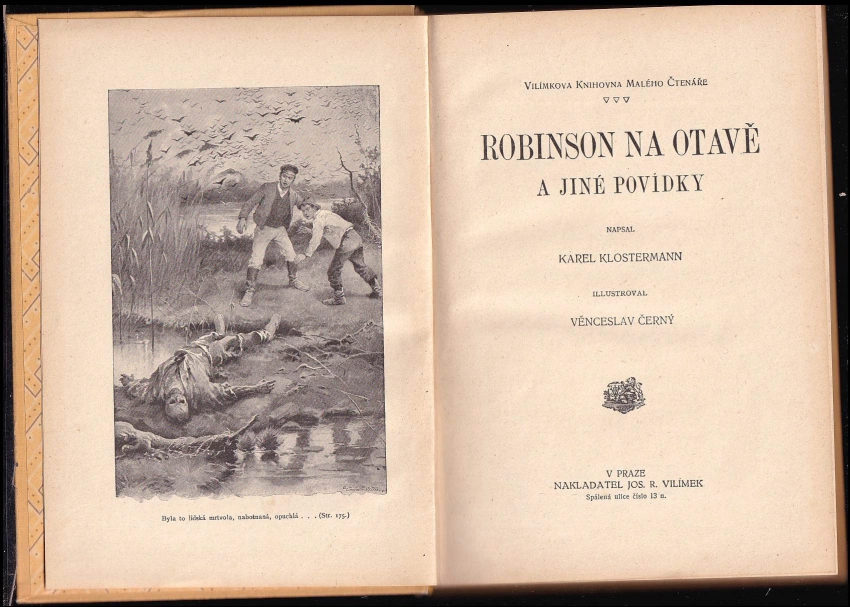 Byla to lidská mrtvola, nabotnaná, opuchlá . . . (Str. 175.)
Vilímkova Knihovna Malého Čtenáře
ROBINSON NA OTAVĚ
A JINÉ POVÍDKY
NAPSAL
KAREL KLOSTERMANN
ILLUSTROVAL
VĚNCESLAV ČERNÝ
V PRAZE
NAKLADATEL JOS. R. VILÍMEK
Spálená ulice číslo 13 n.